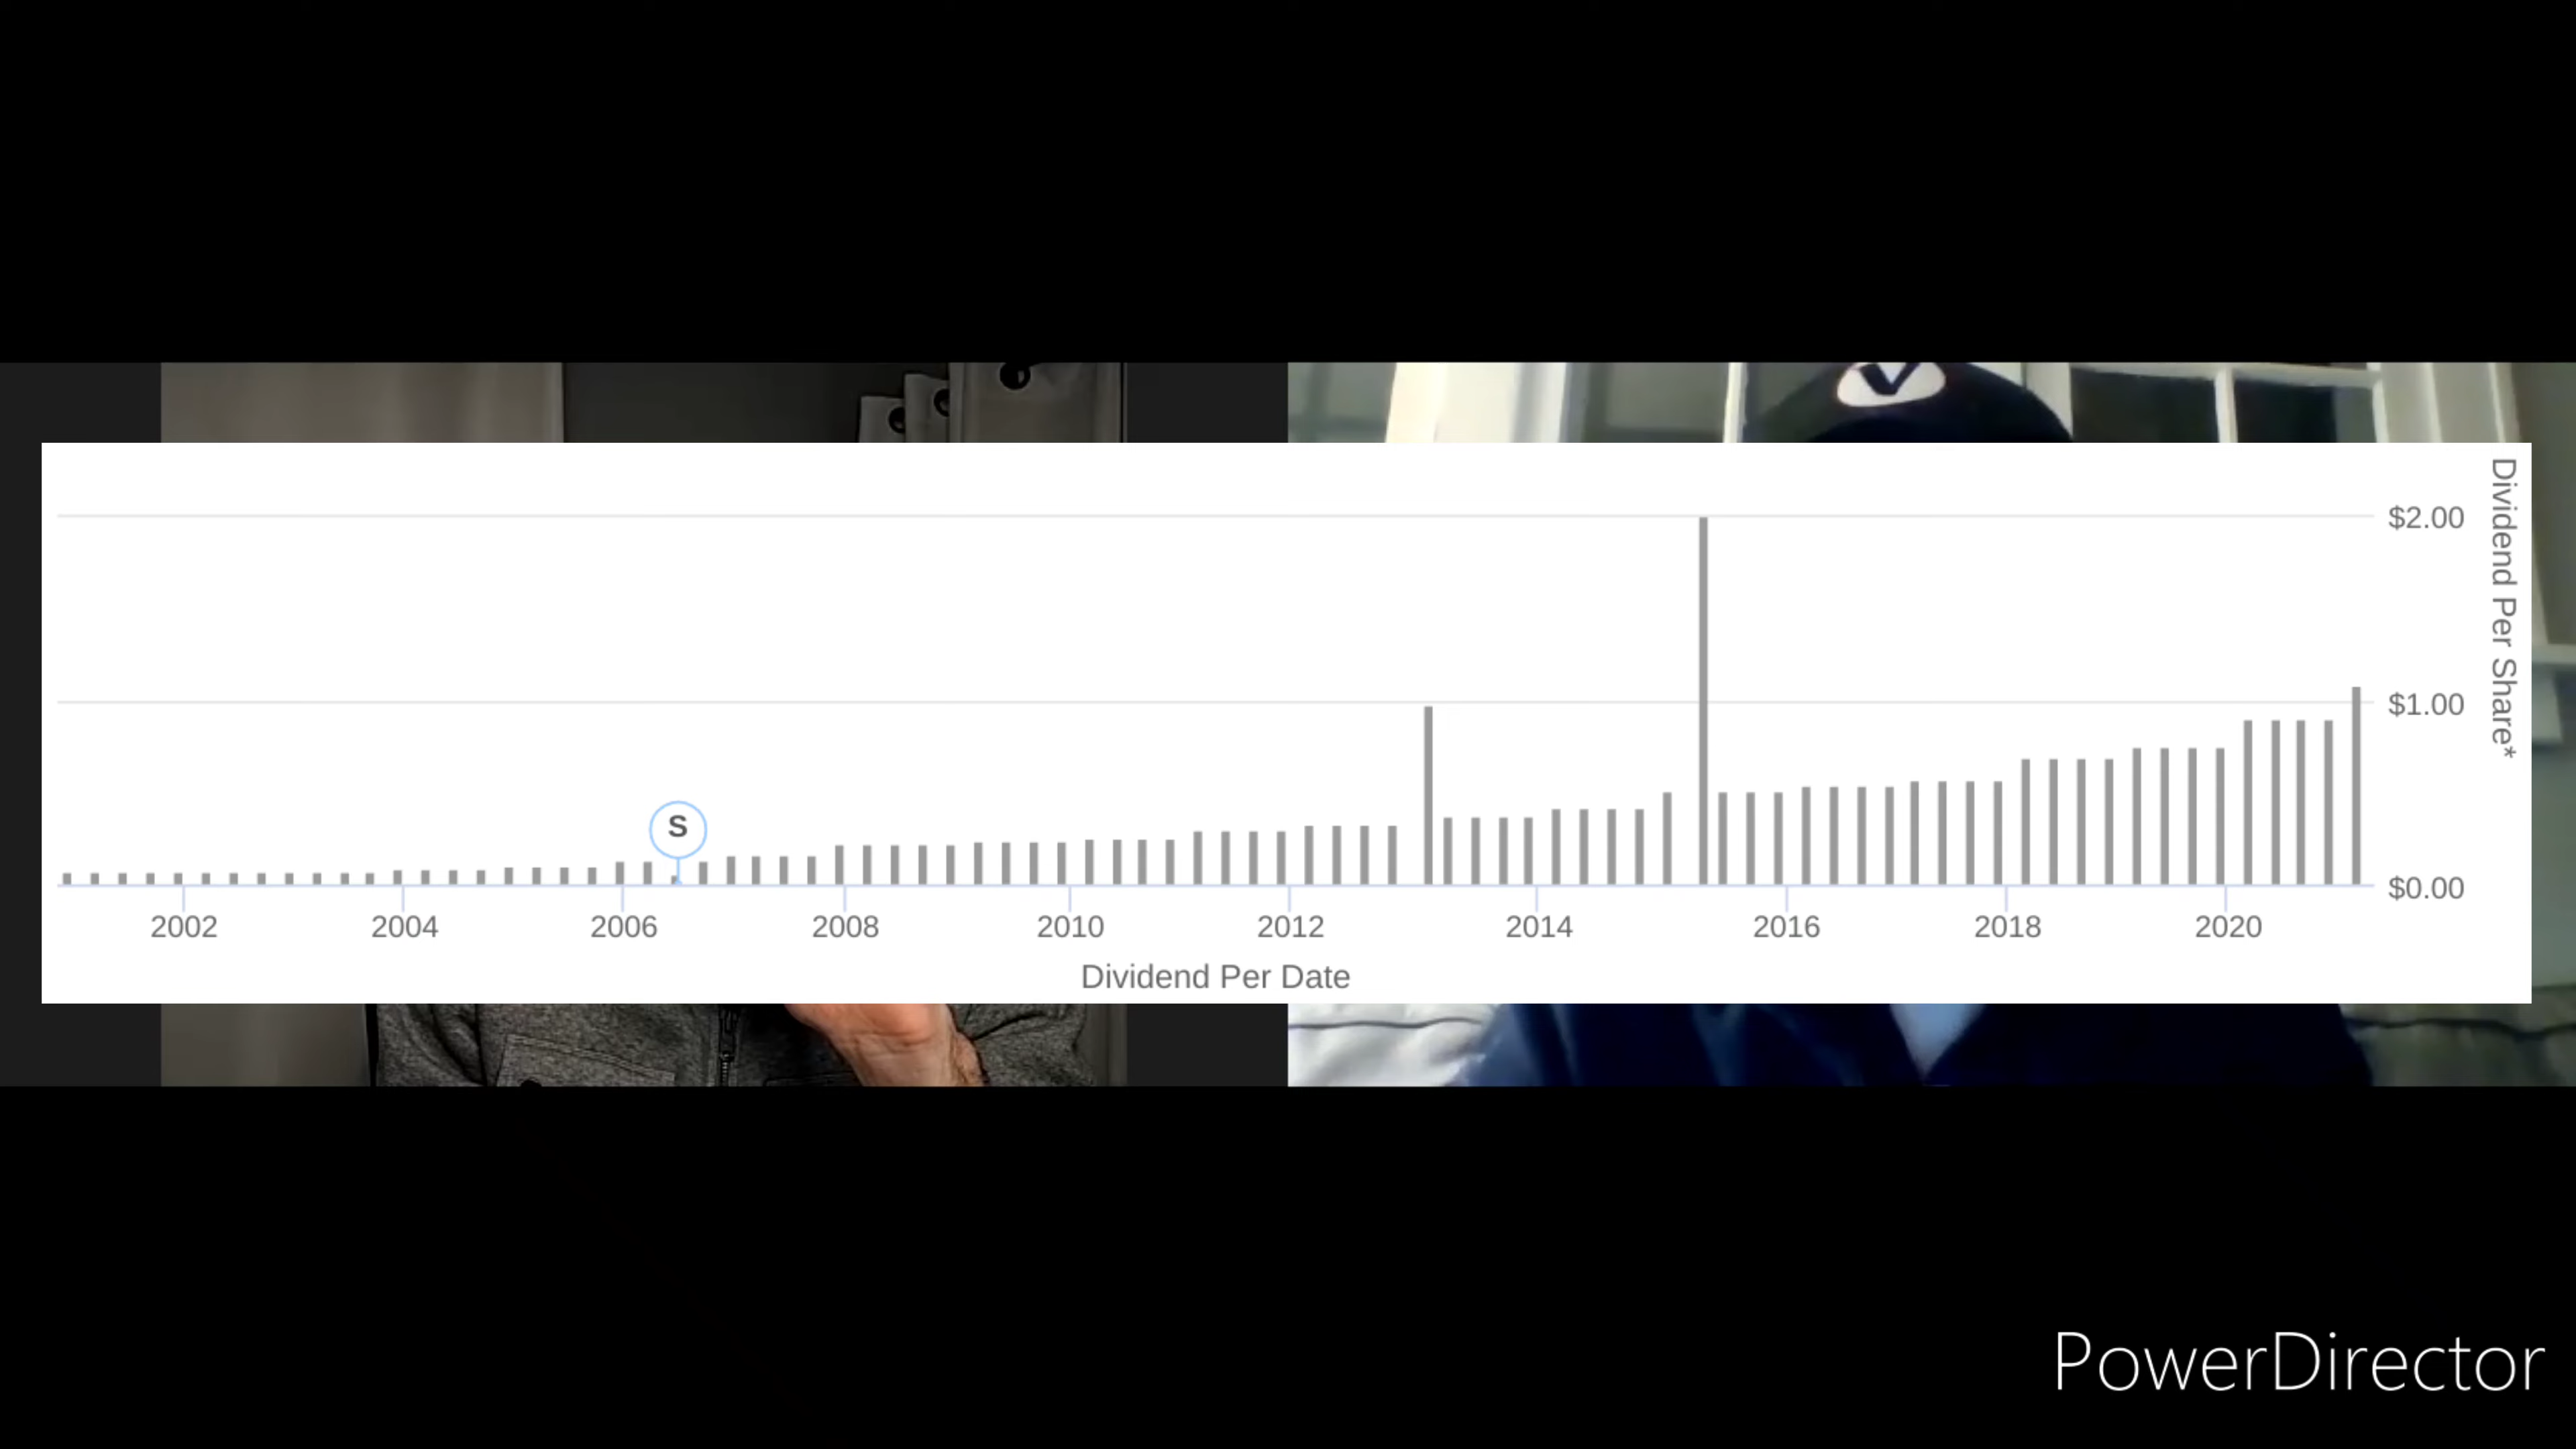 $2.00
$1.00
$0.00
Dividend Per Share*
S
2002 2004 2006 2008 2010 2012 2014 2016 2018 2020
Dividend Per Date
PowerDirector